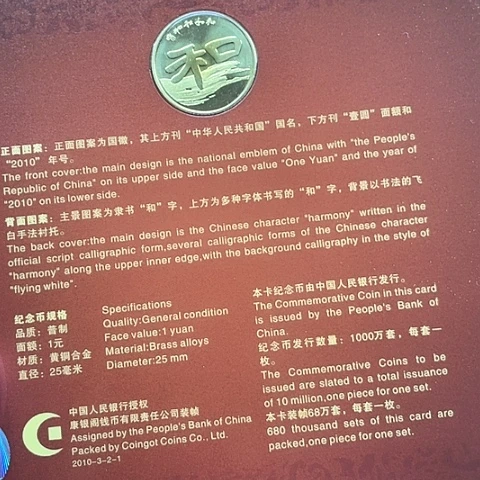 和
正面图案：正面图案为国徽，其上方刊“中华人民共和国”国名，下方刊“壹圆”面额和
“2010”年号。
The front cover:the main design is the national emblem of China with "the People's
Republic of China" on its upper side and the face value "One Yuan" and the year of
"2010" on its lower side.
背面图案：主景图案为隶书“和”字，上方为多种字体书写的“和”字，背景以书法的飞
白手法衬托。
The back cover:the main design is the Chinese character "harmony" written in the
official script calligraphic form,several calligraphic forms of the Chinese character
"harmony" along the upper inner edge,with the background calligraphy in the style of
"flying white".
纪念币规格
品质：普制
面额：1元
材质：黄铜合金
直径：25毫米
Specifications
Quality:General condition
Face value:1 yuan
Material:Brass alloys
Diameter:25 mm
本卡纪念币由中国人民银行发行。
The Commemorative Coin in this card
is issued by the People's Bank of
China.
纪念币发行数量：1000万套，每套一
枚。
The Commemorative Coins to be
issued are slated to a total issuance
of 10 million,one piece for one set.
本卡装帧68万套，每套一枚。
680 thousand sets of this card are
packed,one piece for one set.
中国人民银行授权
康银阁钱币有限责任公司装帧
Assigned by the People's Bank of China
Packed by Coingot Coins Co., Ltd.
2010-3-2-1